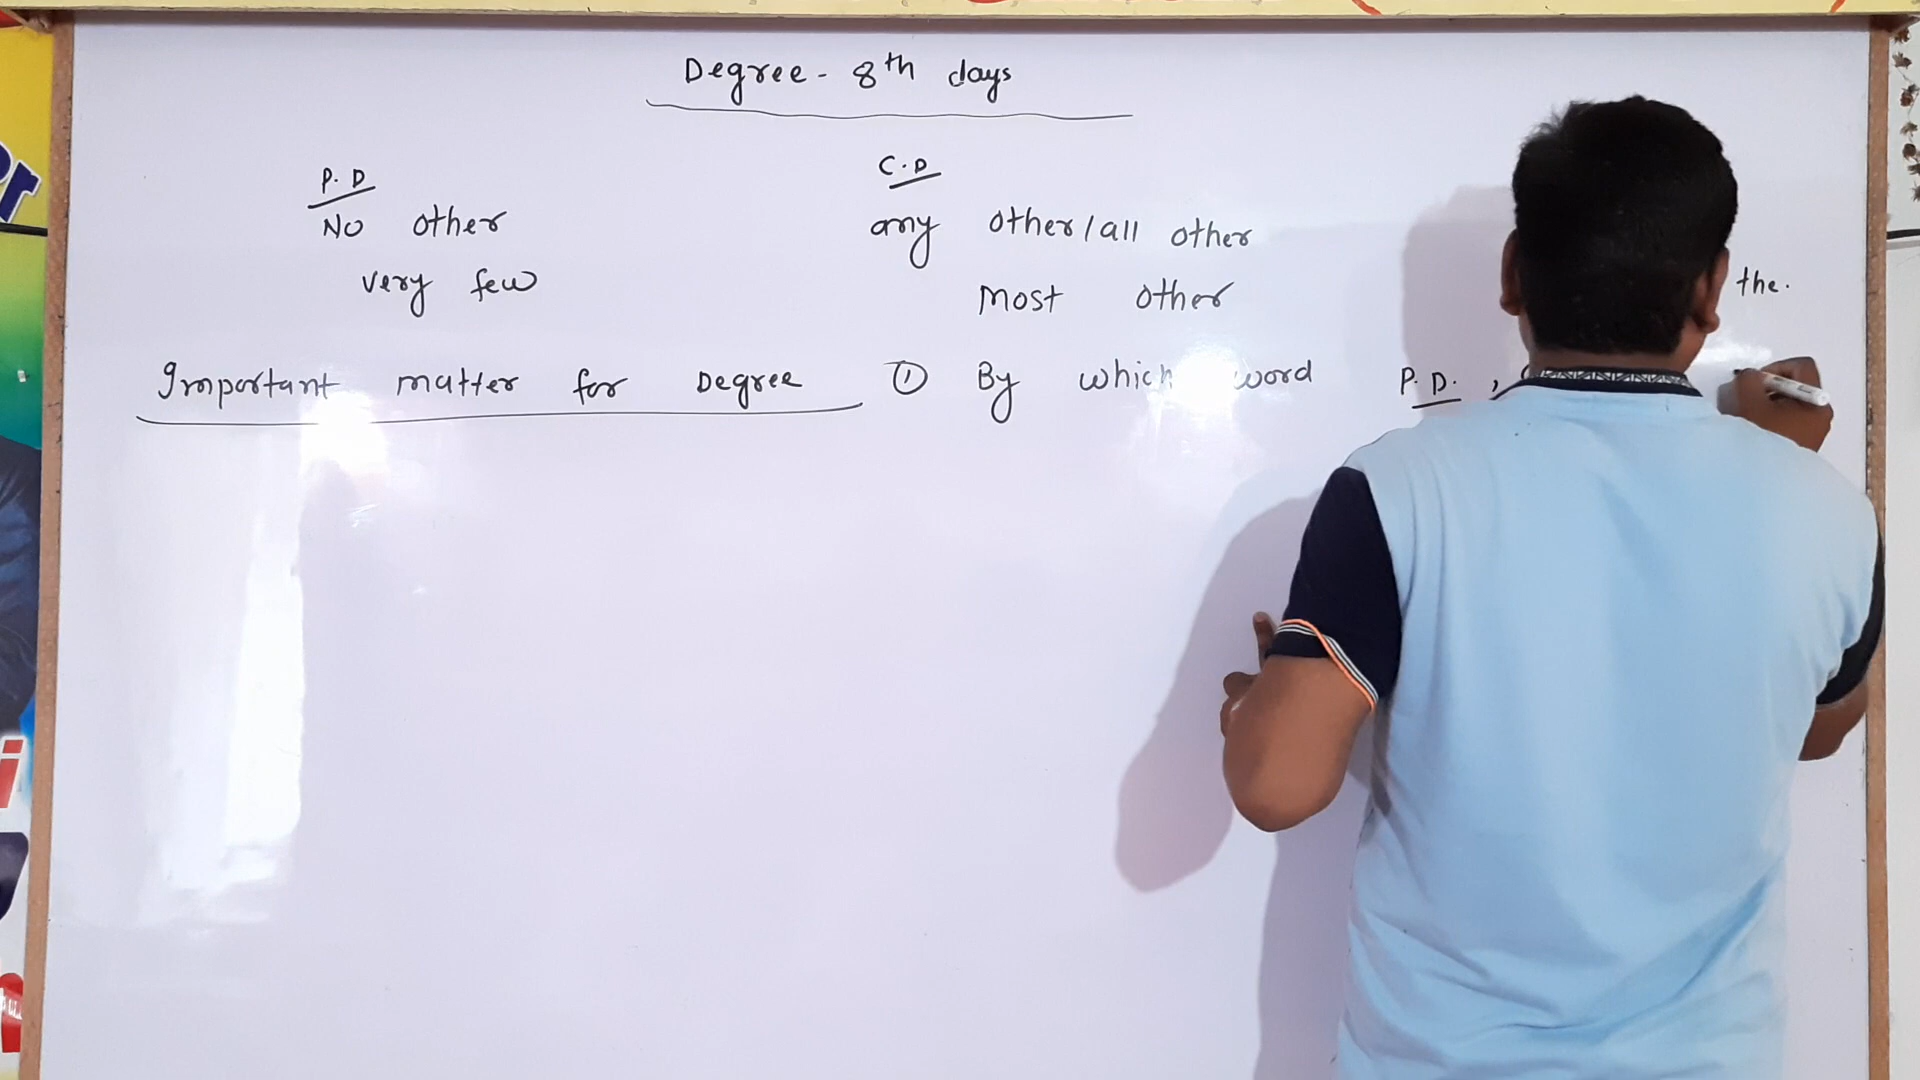 Degree - 8th days
P. D
C. D
No other
any other / all other
very few
most other
the.
Important matter for Degree ① By which word P. D. ,